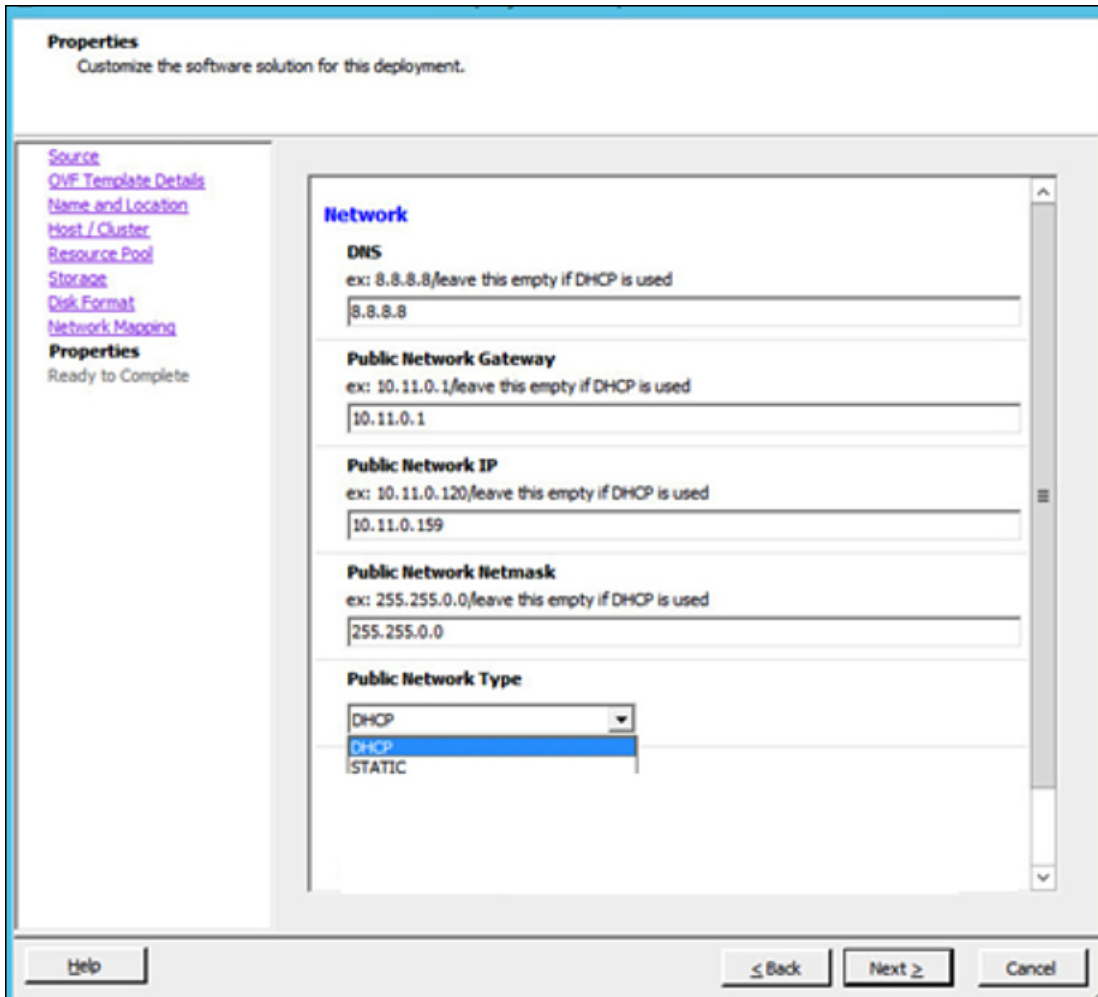 Properties
Customize the software solution for this deployment.
Source
OVF Template Details
Name and Location
Host / Cluster
Resource Pool
Storage
Disk Format
Network Mapping
Properties
Ready to Complete
Network
DNS
ex: 8.8.8.8/leave this empty if DHCP is used
8.8.8.8
Public Network Gateway
ex: 10.11.0.1/leave this empty if DHCP is used
10.11.0.1
Public Network IP
ex: 10.11.0.120/leave this empty if DHCP is used
10.11.0.159
Public Network Netmask
ex: 255.255.0.0/leave this empty if DHCP is used
255.255.0.0
Public Network Type
DHCP
DHCP
STATIC
Help
< Back
Next >
Cancel